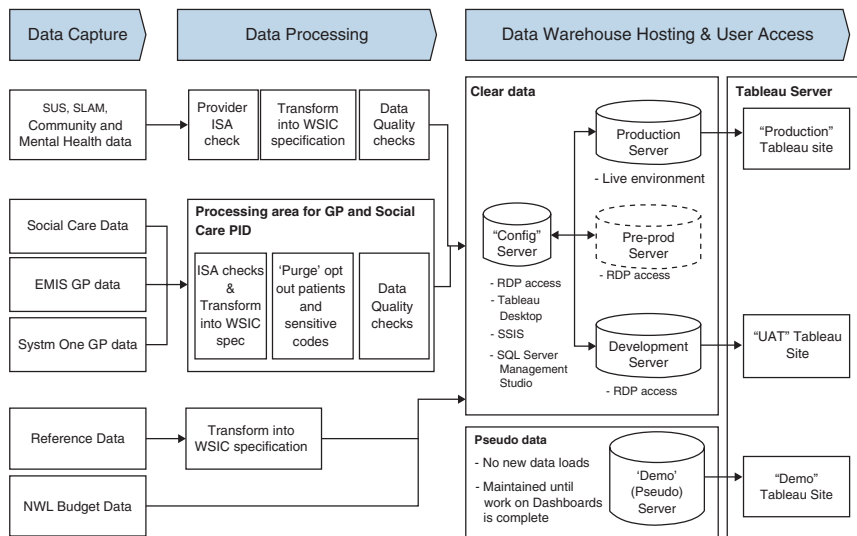 Data Capture
Data Processing
Data Warehouse Hosting & User Access
SUS, SLAM,
Community and
Mental Health data
Provider
ISA
check
Transform
into WSIC
specification
Data
Quality
checks
Social Care Data
EMIS GP data
Systm One GP data
Processing area for GP and Social
Care PID
ISA checks
&
Transform
into WSIC
spec
‘Purge’ opt
out patients
and
sensitive
codes
Data
Quality
checks
Reference Data
Transform into
WSIC specification
NWL Budget Data
Clear data
Production
Server
- Live environment
“Config”
Server
- RDP access
- Tableau
Desktop
- SSIS
- SQL Server
Management
Studio
Pre-prod
Server
- RDP access
Development
Server
- RDP access
Pseudo data
- No new data loads
- Maintained until
work on Dashboards
is complete
‘Demo’
(Pseudo)
Server
Tableau Server
“Production”
Tableau site
“UAT” Tableau
Site
“Demo”
Tableau Site